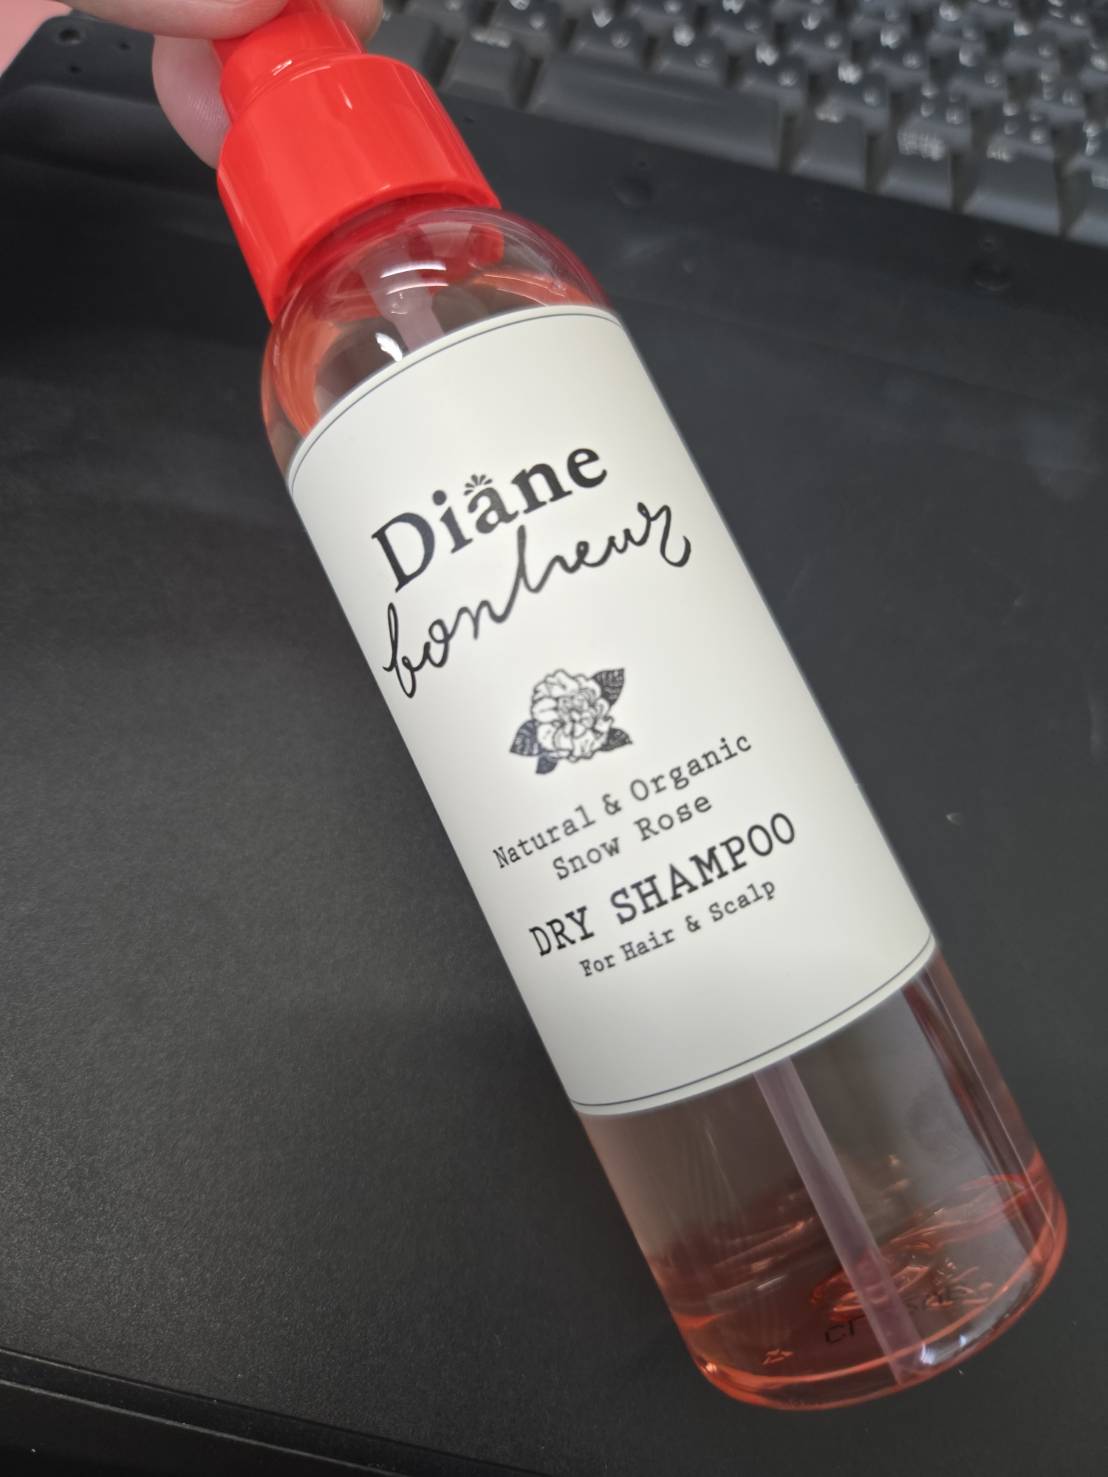 Diane
bonheur
Natural & Organic
Snow Rose
DRY SHAMPOO
For Hair & Scalp